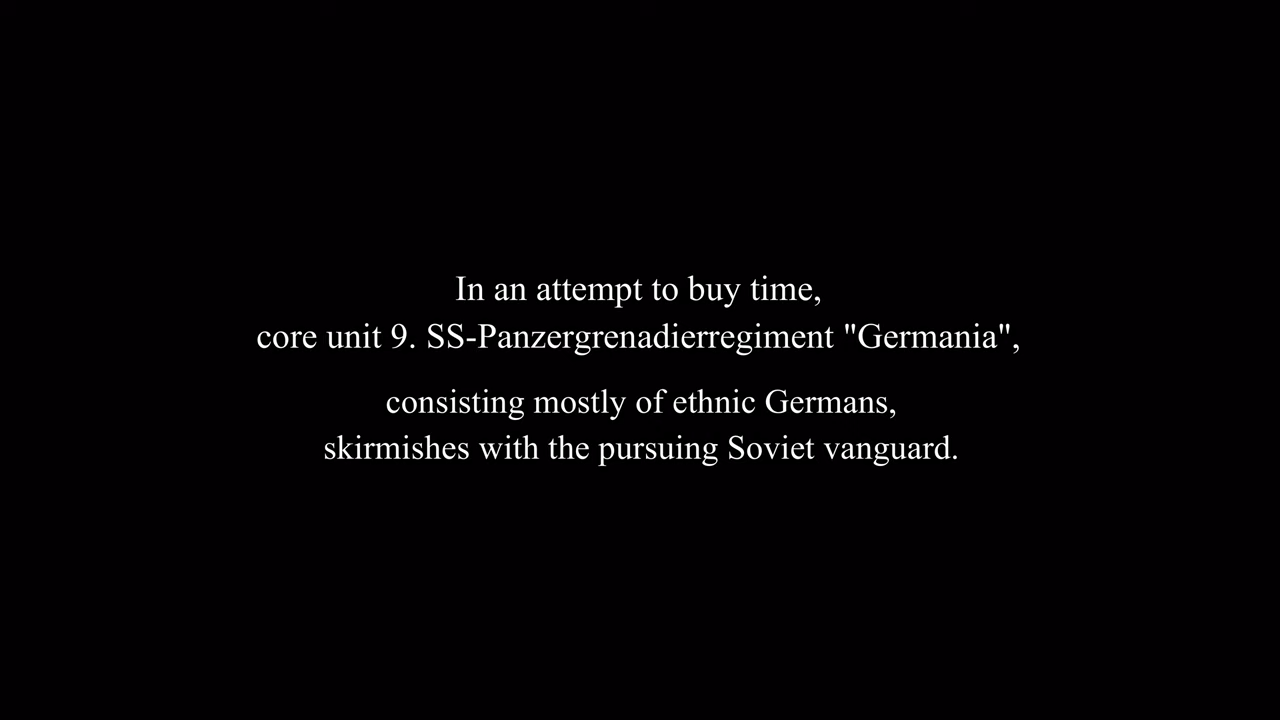 In an attempt to buy time,
core unit 9. SS-Panzergrenadierregiment "Germania",
consisting mostly of ethnic Germans,
skirmishes with the pursuing Soviet vanguard.